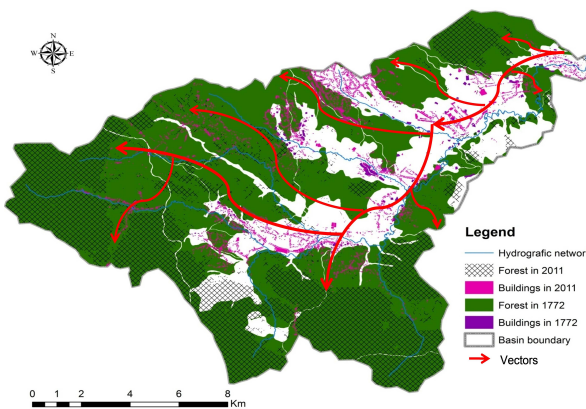 N
W E
S
Legend
Hydrografic networ
Forest in 2011
Buildings in 2011
Forest in 1772
Buildings in 1772
Basin boundary
Vectors
0 2 4 6 8
Km